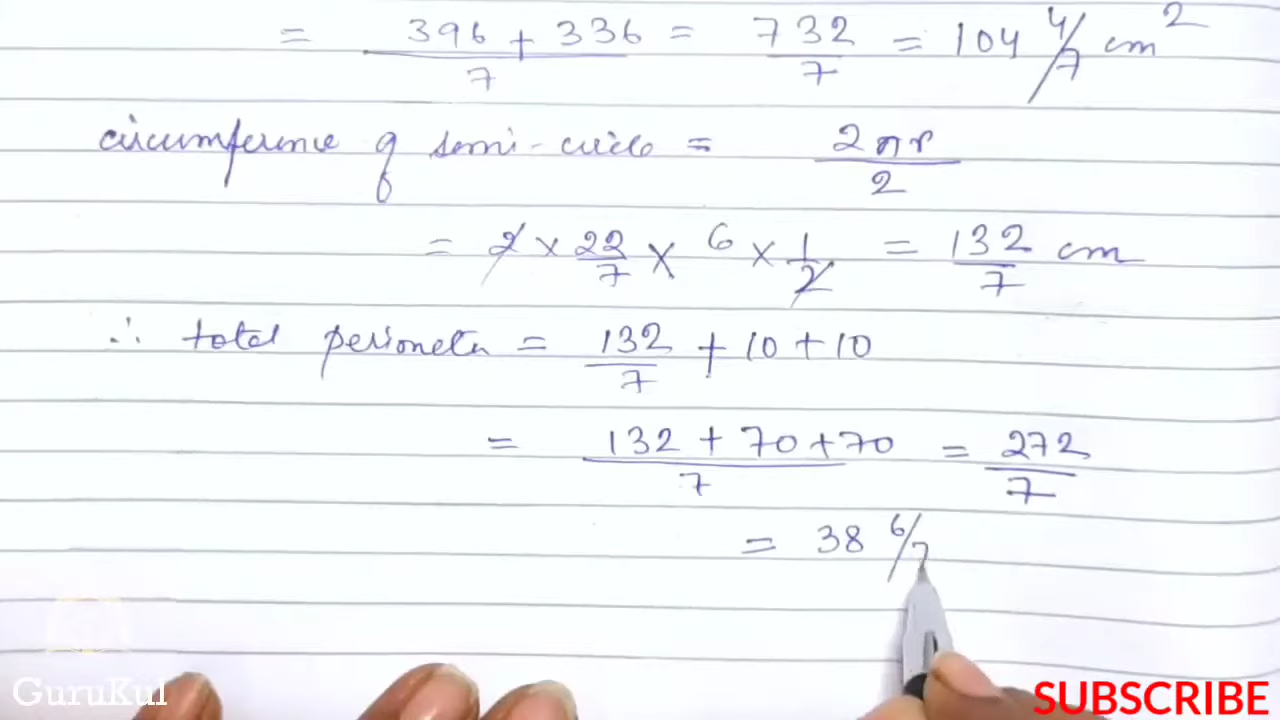 = 396 + 336 / 7 = 732 / 7 = 104 4/7 cm²
circumference of semi-circle = 2πr / 2
= 2 × 22/7 × 6 × 1/2 = 132/7 cm
∴ total perimeter = 132/7 + 10 + 10
= 132 + 70 + 70 / 7 = 272 / 7
= 38 6/7
GuruKul
SUBSCRIBE